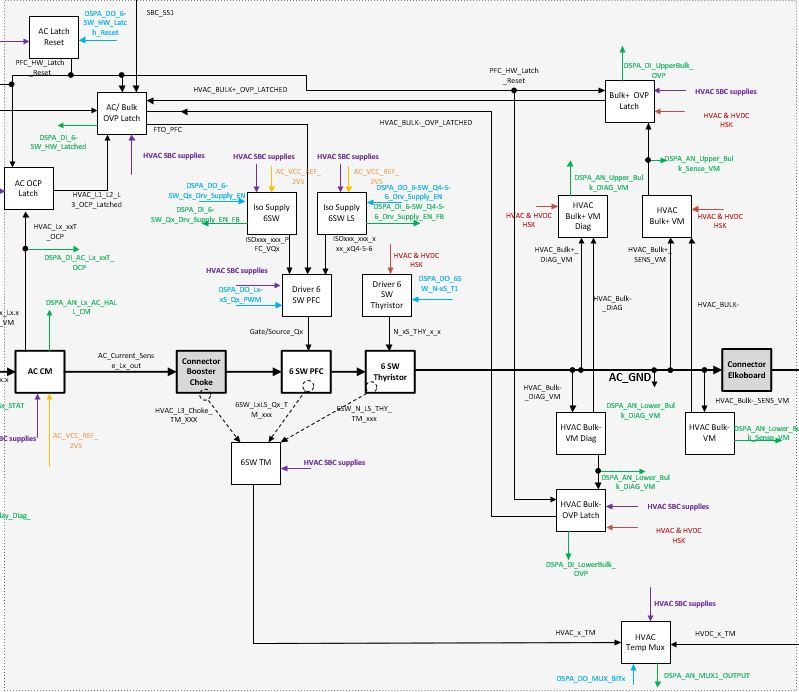 SBC_SS1
DSPA_DO_6-
SW_HW_Latc
h_Reset
AC Latch
Reset
PFC_HW_Latch
_Reset
PFC_HW_Latch
_Reset
DSPA_DI_UpperBulk_
OVP
HVAC_BULK+_OVP_LATCHED
HVAC SBC supplies
Bulk+ OVP
Latch
AC/ Bulk
OVP Latch
HVAC & HVDC
HSK
HVAC_BULK-_OVP_LATCHED
FTO_PFC
DSPA_DI_6-
SW_HW_Latched
HVAC SBC supplies
HVAC SBC supplies
HVAC SBC supplies
DSPA_AN_Upper_Bul
k_Sense_VM
AC_VCC_REF_
2V5
AC_VCC_REF_
2V5
DSPA_AN_Upper_Bul
k_DIAG_VM
AC OCP
Latch
HVAC_L1_L2_L
3_OCP_Latched
DSPA_DO_6-
SW_Qx_Drv_Supply_EN
DSPA_DO_6-SW_Q4-5-
6_Drv_Supply_EN
Iso Supply
6SW
Iso Supply
6SW LS
DSPA_DI_6-
SW_Qx_Drv_Supply_EN_FB
DSPA_DI_6-SW_Q4-5-
6_Drv_Supply_EN_FB
HVAC
Bulk+ VM
Diag
HVAC
Bulk+ VM
HVAC & HVDC
HSK
HVAC & HVDC
HSK
HVAC_Lx_xxT
_OCP
ISOxxx_xxx_P
FC_VQx
ISOxxx_xxx_x
xx_xQ4-5-6
HVAC & HVDC
HSK
HVAC_Bulk+_
DIAG_VM
HVAC_Bulk+_
SENS_VM
DSPA_DI_AC_Lx_xxT_
OCP
HVAC SBC supplies
DSPA_DO_Lx-
xS_Qx_PWM
Driver 6
SW PFC
Driver 6
SW
Thyristor
DSPA_DO_6S
W_N-xS_T1
DSPA_AN_Lx_AC_HAL
L_CM
HVAC_Bulk-
_DIAG
HVAC_BULK-
_VM
Gate/Source_Qx
N_xS_THY_x_x
AC CM
AC_Current_Sens
e_Lx_out
Connector
Booster
Choke
6 SW PFC
6 SW
Thyristor
AC_GND
Connector
Elkoboard
HVAC_Bulk-
_DIAG_VM
HVAC_Bulk-_SENS_VM
HVAC_L3_Choke_
TM_XXX
6SW_LxLS_Qx_T
M_xxx
6SW_N_LS_THY_
TM_xxx
DSPA_AN_Lower_Bul
k_DIAG_VM
AC_VCC_REF_
2V5
HVAC Bulk-
VM Diag
HVAC Bulk-
VM
DSPA_AN_Lower_Bu
k_Sense_VM
6SW TM
HVAC SBC supplies
DSPA_AN_Lower_Bul
k_DIAG_VM
HVAC Bulk-
OVP Latch
HVAC SBC supplies
HVAC & HVDC
HSK
DSPA_DI_LowerBulk_
OVP
HVAC SBC supplies
HVAC_x_TM
HVAC
Temp Mux
HVDC_x_TM
DSPA_DO_MUX_BITx
DSPA_AN_MUX1_OUTPUT